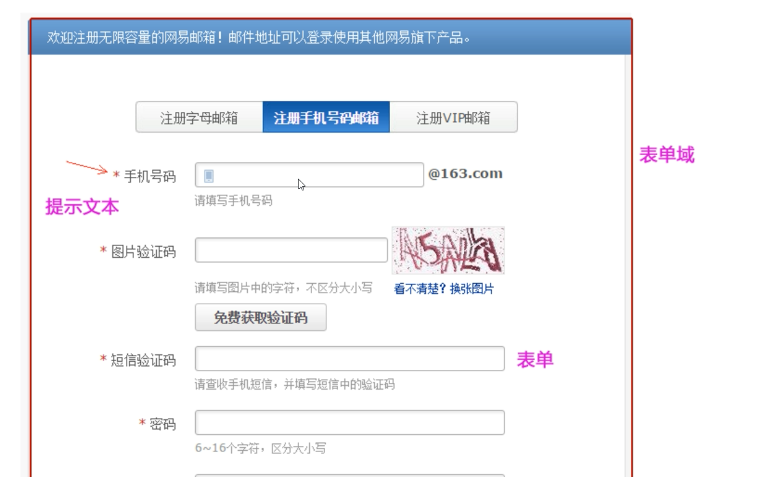 欢迎注册无限容量的网易邮箱！邮件地址可以登录使用其他网易旗下产品。
注册字母邮箱 注册手机号码邮箱 注册VIP邮箱
表单域
* 手机号码 @163.com
请填写手机号码
提示文本
* 图片验证码
请填写图片中的字符，不区分大小写 看不清楚？换张图片
免费获取验证码
* 短信验证码 表单
请查收手机短信，并填写短信中的验证码
* 密码
6~16个字符，区分大小写